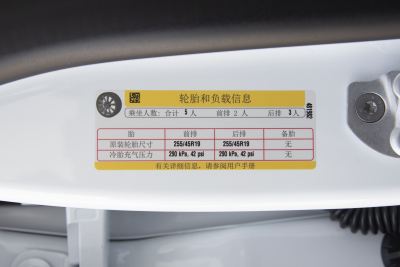 轮胎和负载信息
乘坐人数: 合计 5 人 前排 2 人 后排 3 人
胎 前排 后排 备胎
原装轮胎尺寸 255/45R19 255/45R19 无
冷胎充气压力 290 kPa, 42 psi 290 kPa, 42 psi 无
有关详细信息, 请参阅用户手册